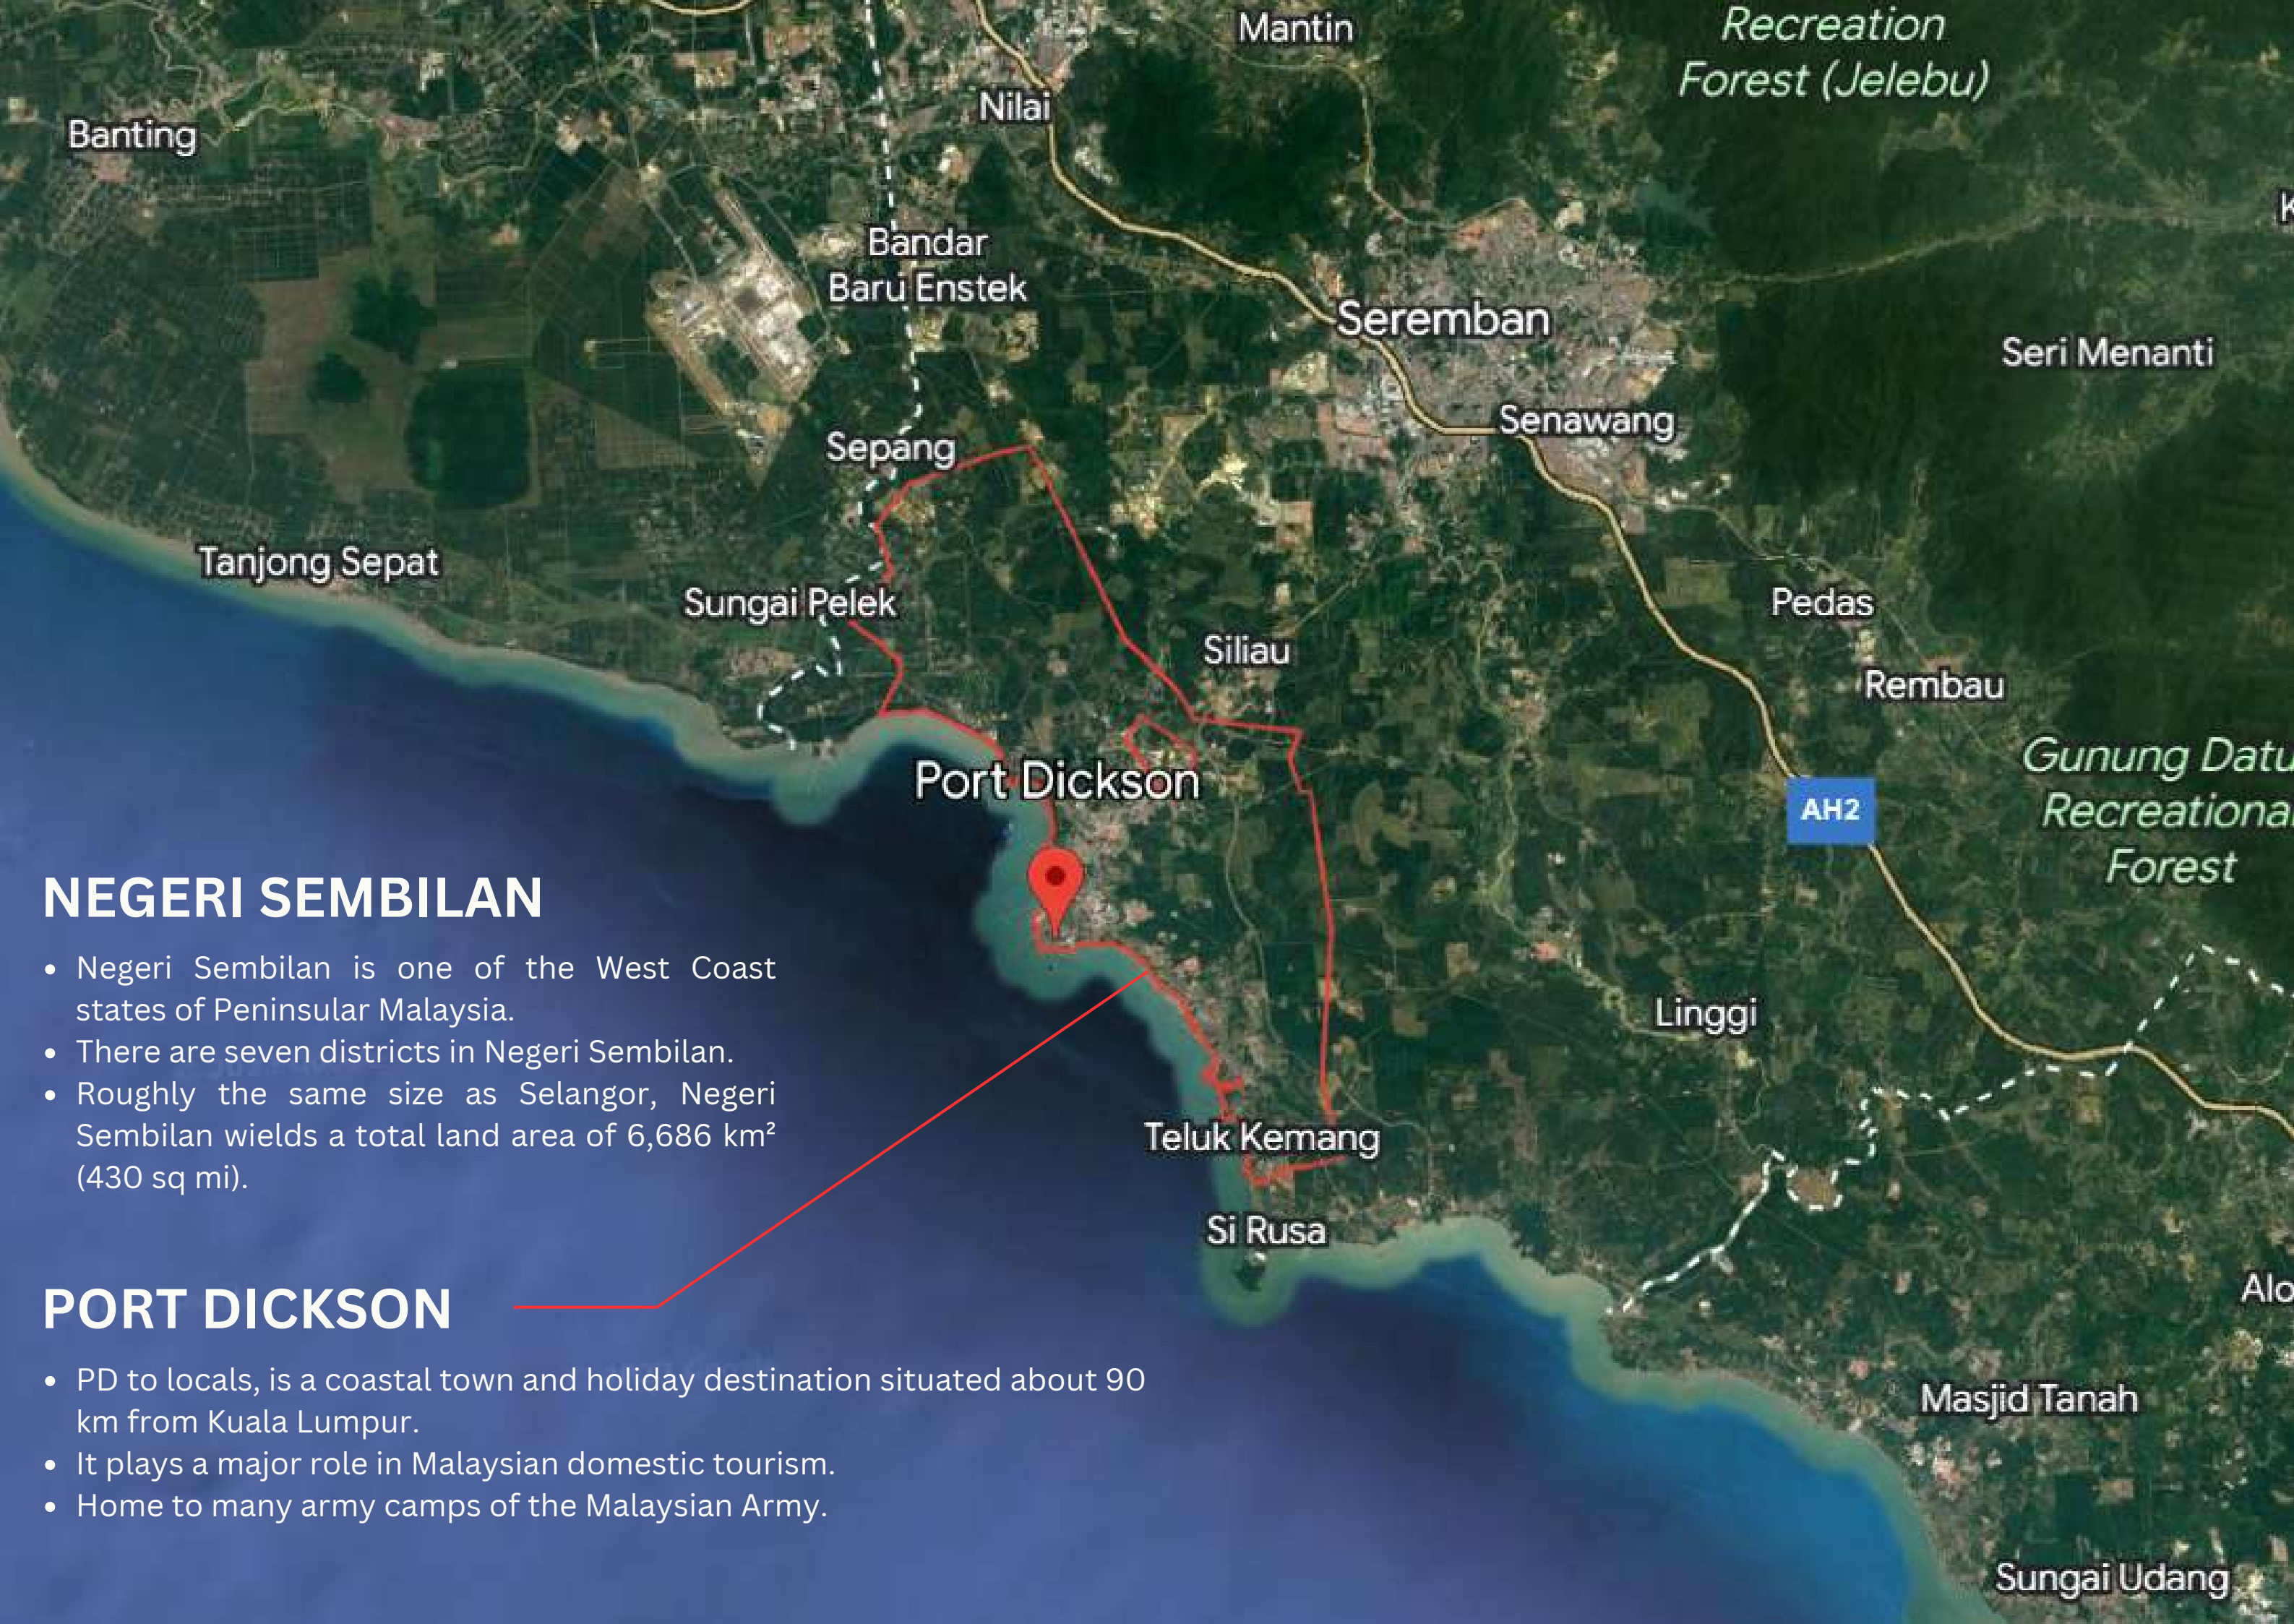 Mantin
Recreation
Forest (Jelebu)
Nilai
Banting
K
Bandar
Baru Enstek
Seremban
Seri Menanti
Senawang
Sepang
Tanjong Sepat
Sungai Pelek
Pedas
Siliau
Rembau
Port Dickson
Gunung Datu
Recreational
Forest
AH2
NEGERI SEMBILAN
• Negeri Sembilan is one of the West Coast
states of Peninsular Malaysia.
• There are seven districts in Negeri Sembilan.
• Roughly the same size as Selangor, Negeri
Sembilan wields a total land area of 6,686 km²
(430 sq mi).
Linggi
Teluk Kemang
Si Rusa
Alo
PORT DICKSON
• PD to locals, is a coastal town and holiday destination situated about 90
km from Kuala Lumpur.
• It plays a major role in Malaysian domestic tourism.
• Home to many army camps of the Malaysian Army.
Masjid Tanah
Sungai Udang